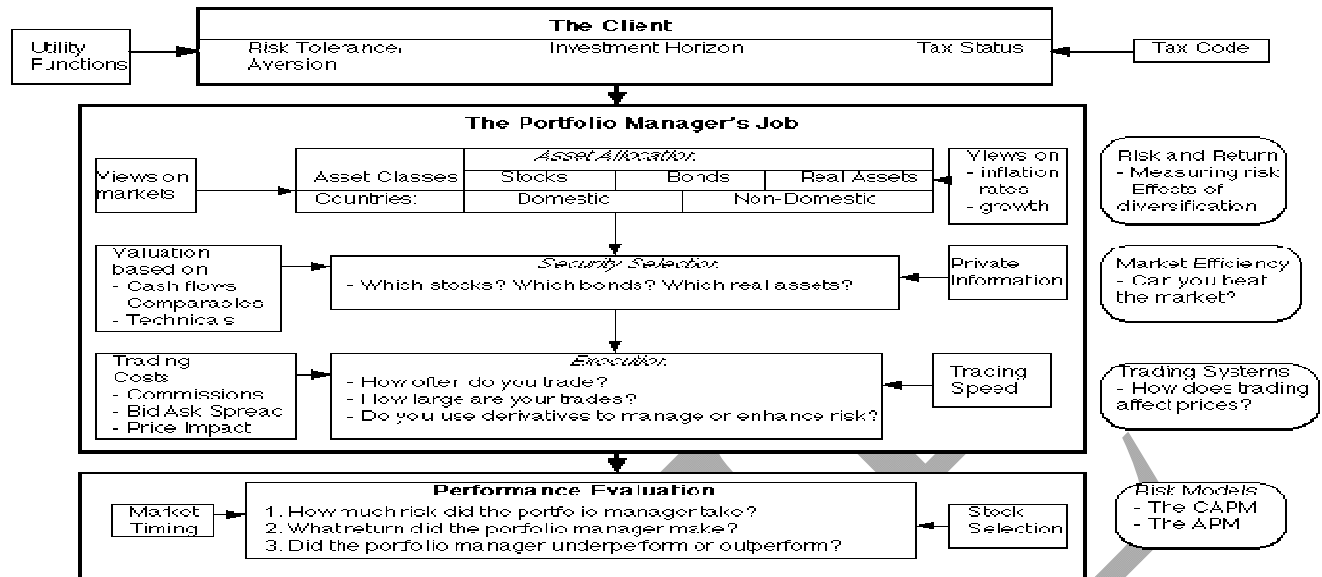 The Client
Utility
Functions
Risk Tolerance/
Aversion
Investment Horizon
Tax Status
Tax Code
The Portfolio Manager's Job
Views on
markets
Asset Allocation
Asset Classes
Stocks
Bonds
Real Assets
Countries:
Domestic
Non-Domestic
Views on
- inflation
- rates
- growth
Risk and Return
- Measuring risk
- Effects of
diversification
Valuation
based on
- Cash flows
- Comparables
- Technicals
Security Selection
- Which stocks? Which bonds? Which real assets?
Private
Information
Market Efficiency
- Can you beat
the market?
Trading
Costs
- Commissions
- Bid Ask Spread
- Price Impact
Execution
- How often do you trade?
- How large are your trades?
- Do you use derivatives to manage or enhance risk?
Trading
Speed
Trading Systems
- How does trading
affect prices?
Performance Evaluation
Market
Timing
1. How much risk did the portfolio manager take?
2. What return did the portfolio manager make?
3. Did the portfolio manager underperform or outperform?
Stock
Selection
Risk Models
- The CAPM
- The APM